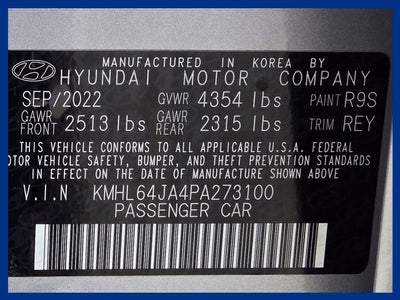 MANUFACTURED IN KOREA BY
HYUNDAI MOTOR COMPANY
SEP/2022 GVWR 4354 lbs PAINT R9S
GAWR FRONT 2513 lbs GAWR REAR 2315 lbs TRIM REY
THIS VEHICLE CONFORMS TO ALL APPLICABLE U.S.A. FEDERAL
OTOR VEHICLE SAFETY, BUMPER, AND THEFT PREVENTION STANDARDS
IN EFFECT ON THE DATE OF MANUFACTURE SHOWN ABOVE.
V.I.N KMHL64JA4PA273100
PASSENGER CAR